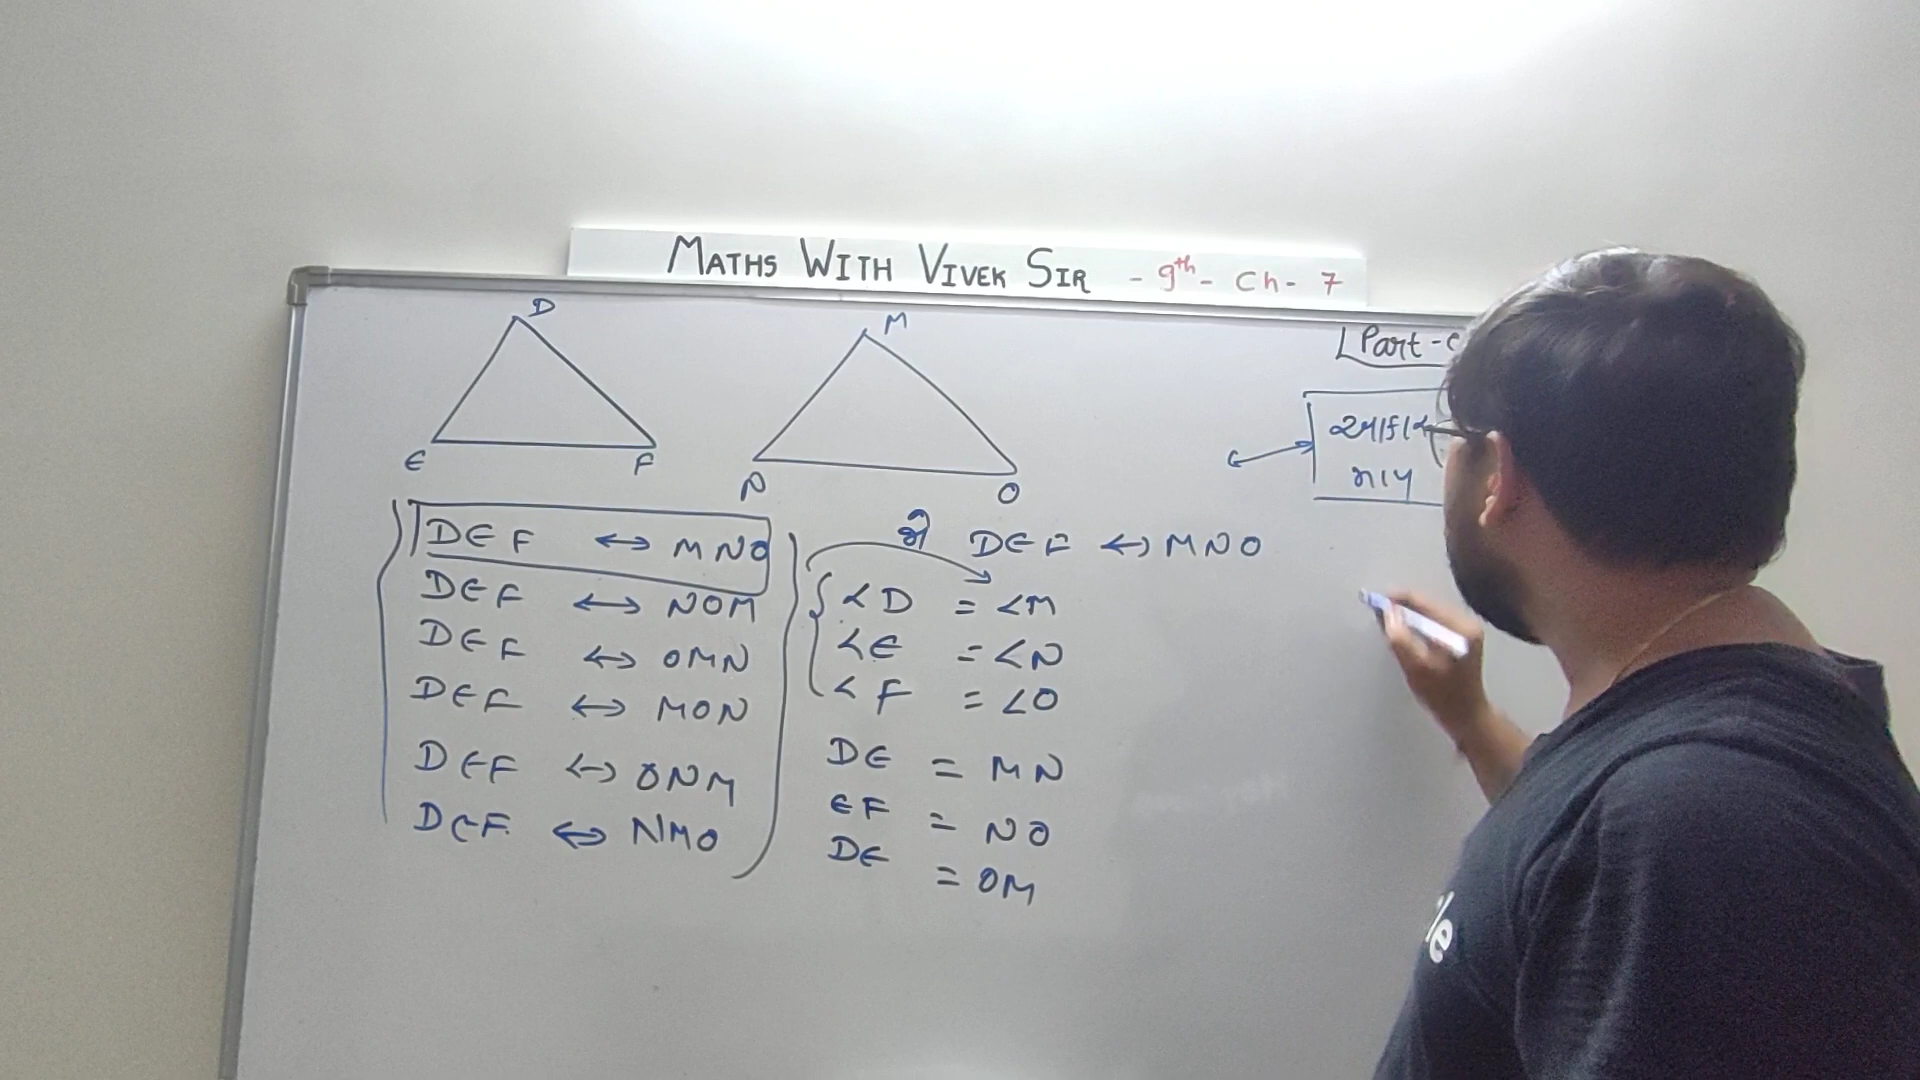 MATHS WITH VIVEK SIR - 9th - Ch - 7
D
M
E
F
N
O
Part -
DEF ↔ MNO
DEF ↔ NOM
DEF ↔ OMN
DEF ↔ MON
DEF ↔ ONM
DEF ↔ NMO
જો DEF ↔ MNO
∠D = ∠M
∠E = ∠N
∠F = ∠O
DE = MN
EF = NO
DE = OM
le